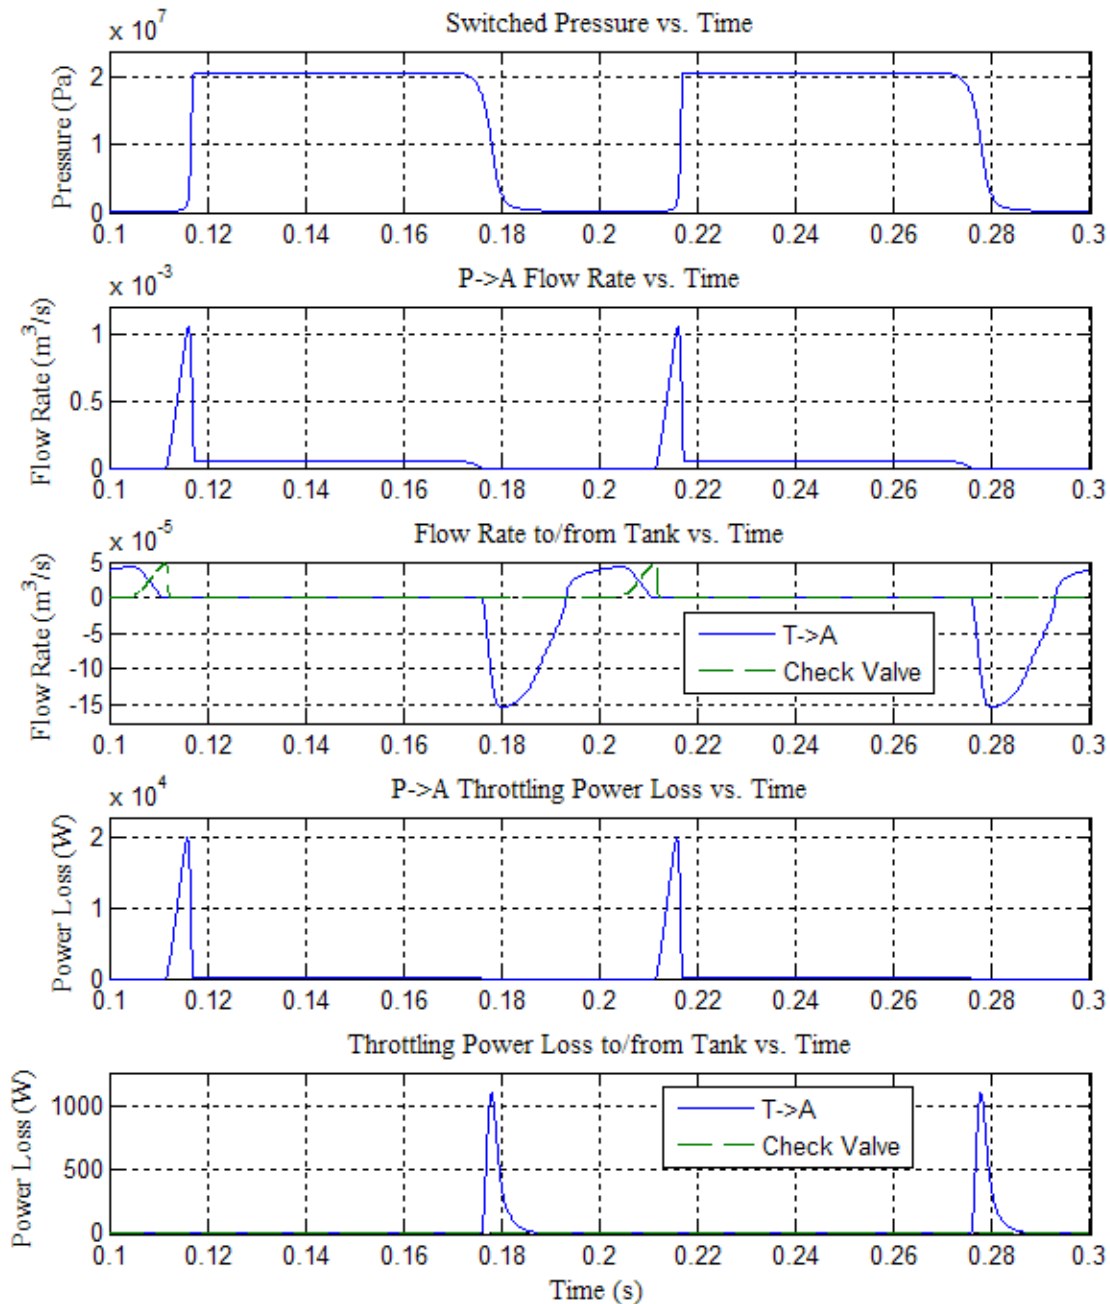 x 10^7
Switched Pressure vs. Time
Pressure (Pa)
2
1
0
0.1 0.12 0.14 0.16 0.18 0.2 0.22 0.24 0.26 0.28 0.3
x 10^-3
P->A Flow Rate vs. Time
Flow Rate (m^3/s)
1
0.5
0
0.1 0.12 0.14 0.16 0.18 0.2 0.22 0.24 0.26 0.28 0.3
x 10^-5
Flow Rate to/from Tank vs. Time
Flow Rate (m^3/s)
5
0
-5
-10
-15
T->A
Check Valve
0.1 0.12 0.14 0.16 0.18 0.2 0.22 0.24 0.26 0.28 0.3
x 10^4
P->A Throttling Power Loss vs. Time
Power Loss (W)
2
1
0
0.1 0.12 0.14 0.16 0.18 0.2 0.22 0.24 0.26 0.28 0.3
Throttling Power Loss to/from Tank vs. Time
Power Loss (W)
1000
500
0
T->A
Check Valve
0.1 0.12 0.14 0.16 0.18 0.2 0.22 0.24 0.26 0.28 0.3
Time (s)